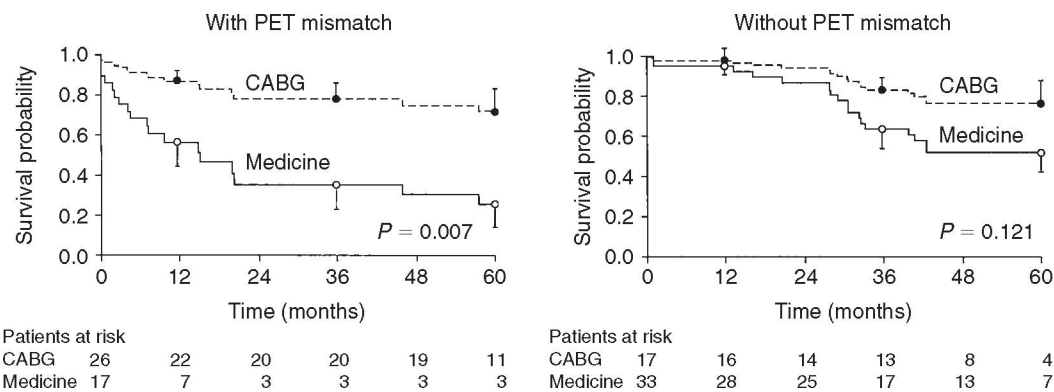 With PET mismatch
Survival probability
1.0
0.8
0.6
0.4
0.2
0.0
CABG
Medicine
P = 0.007
0 12 24 36 48 60
Time (months)
Patients at risk
CABG 26 22 20 20 19 11
Medicine 17 7 3 3 3 3
Without PET mismatch
Survival probability
1.0
0.8
0.6
0.4
0.2
0.0
CABG
Medicine
P = 0.121
0 12 24 36 48 60
Time (months)
Patients at risk
CABG 17 16 14 13 8 4
Medicine 33 28 25 17 13 7